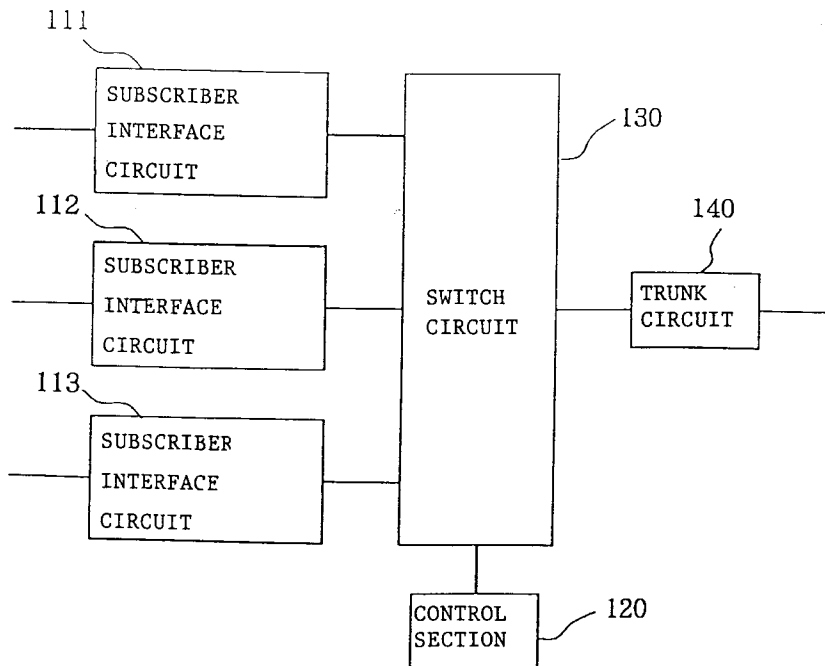 111
SUBSCRIBER
INTERFACE
CIRCUIT
112
SUBSCRIBER
INTERFACE
CIRCUIT
113
SUBSCRIBER
INTERFACE
CIRCUIT
130
SWITCH
CIRCUIT
140
TRUNK
CIRCUIT
120
CONTROL
SECTION